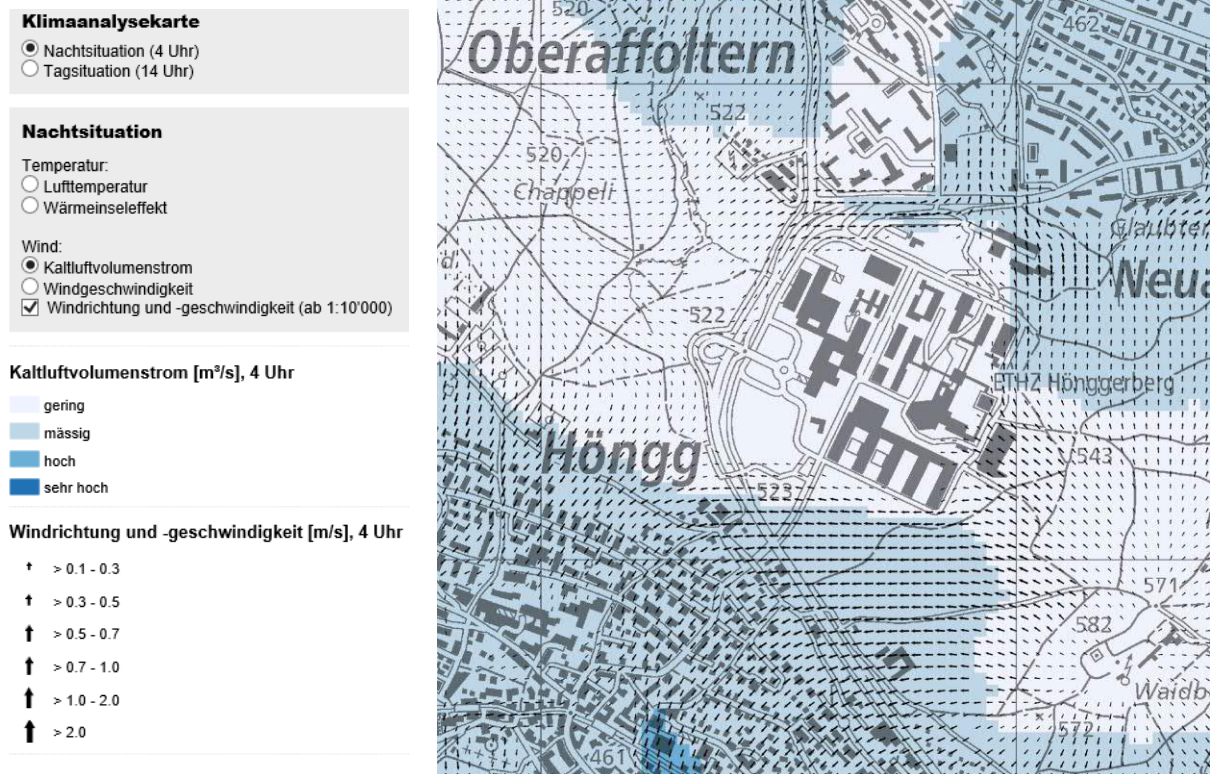 Klimaanalysekarte
Nachtsituation (4 Uhr)
Tagsituation (14 Uhr)
Nachtsituation
Temperatur:
Lufttemperatur
Wärmeinseleffekt
Wind:
Kaltluftvolumenstrom
Windgeschwindigkeit
Windrichtung und -geschwindigkeit (ab 1:10'000)
Kaltluftvolumenstrom [m³/s], 4 Uhr
gering
mässig
hoch
sehr hoch
Windrichtung und -geschwindigkeit [m/s], 4 Uhr
> 0.1 - 0.3
> 0.3 - 0.5
> 0.5 - 0.7
> 0.7 - 1.0
> 1.0 - 2.0
> 2.0
520
462
Oberaffoltern
522
520
Chappeli
Glaubten
d
Neua
522
ETHZ Hönggerberg
Höngg
543
523
571
582
Waidb
572
461